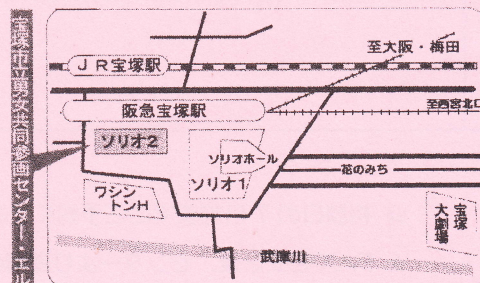 宝塚市立男女共同参画センター・エル
JR宝塚駅
至大阪・梅田
阪急宝塚駅
至西宮北口
ソリオ2
ソリオホール
ソリオ1
花のみち
ワシン
トンH
宝塚
大劇場
武庫川